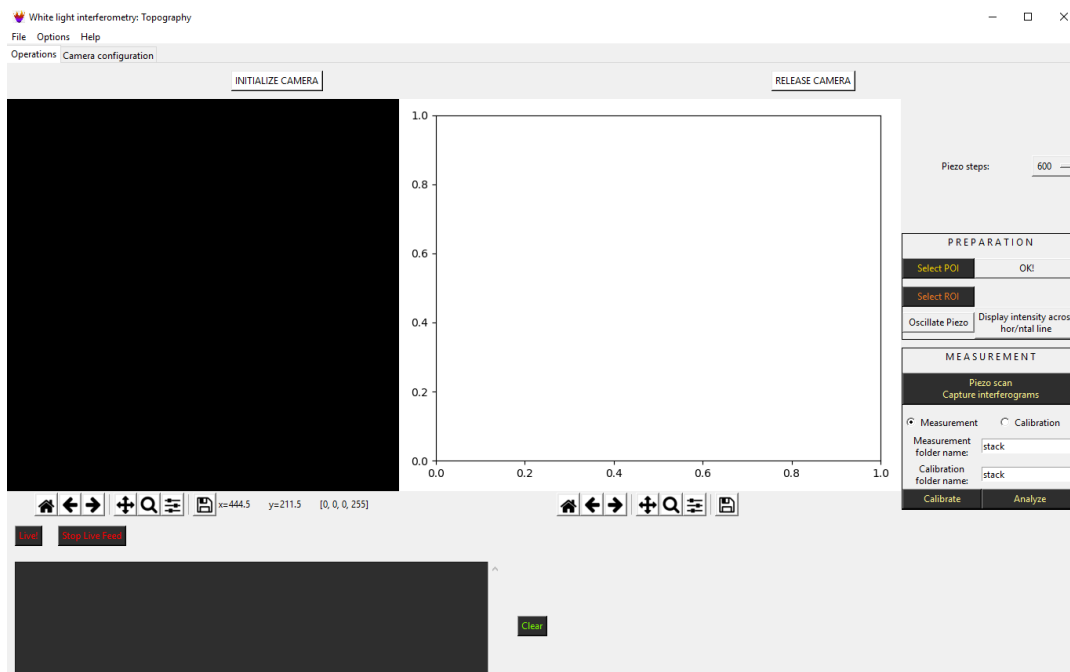 White light interferometry: Topography
File Options Help
Operations Camera configuration
INITIALIZE CAMERA
RELEASE CAMERA
1.0
0.8
0.6
0.4
0.2
0.0
0.0 0.2 0.4 0.6 0.8 1.0
Piezo steps: 600
PREPARATION
Select POI OK!
Select ROI
Oscillate Piezo
Display intensity acros
hor/ntal line
MEASUREMENT
Piezo scan
Capture interferograms
Measurement Calibration
Measurement
folder name:
stack
Calibration
folder name:
stack
Calibrate Analyze
x=444.5 y=211.5 [0, 0, 0, 255]
Live! Stop Live Feed
Clear